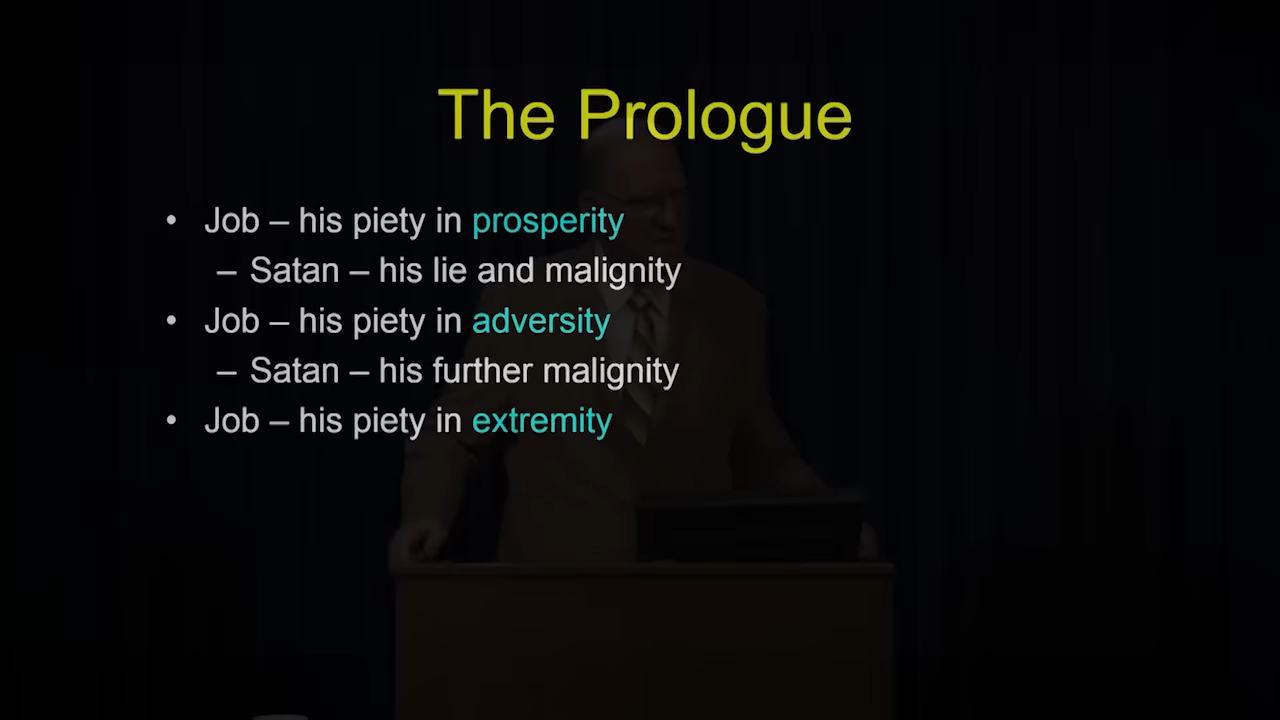 The Prologue
• Job – his piety in prosperity
– Satan – his lie and malignity
• Job – his piety in adversity
– Satan – his further malignity
• Job – his piety in extremity